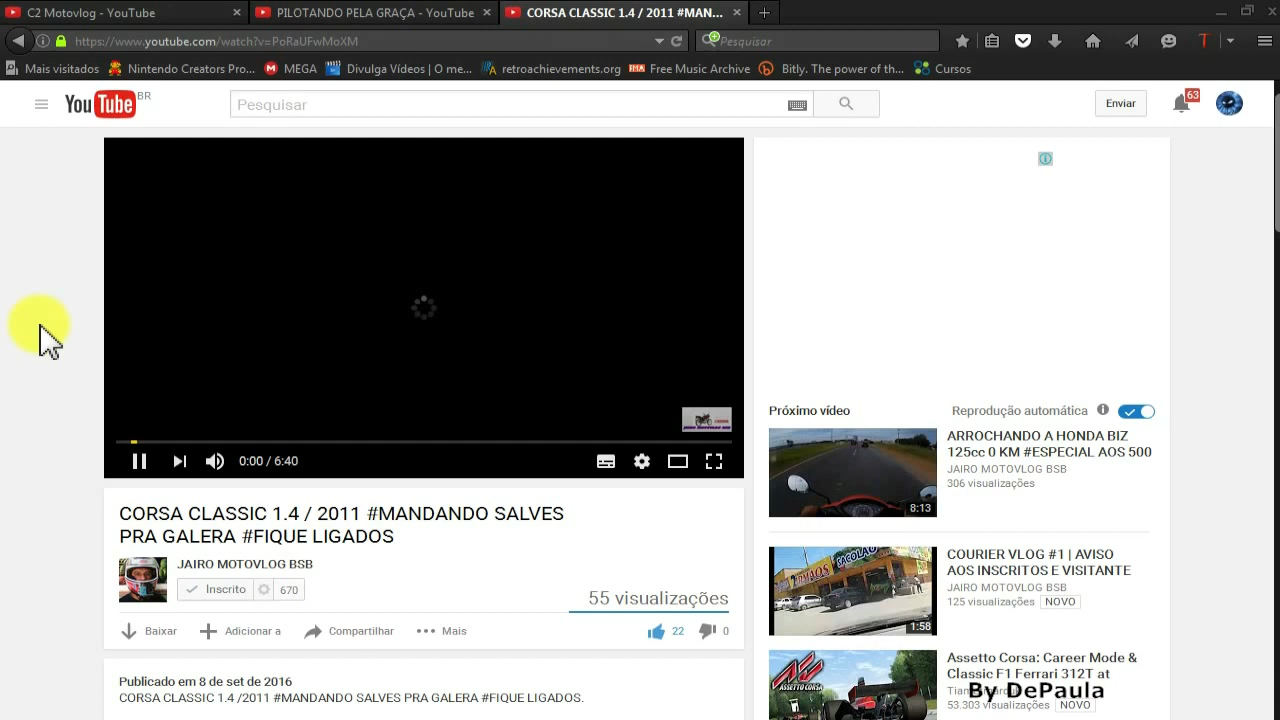 C2 Motovlog - YouTube
PILOTANDO PELA GRAÇA - YouTube
CORSA CLASSIC 1.4 / 2011 #MAN...
https://www.youtube.com/watch?v=PoRaUFwMoXM
Pesquisar
Mais visitados
Nintendo Creators Pro...
MEGA
Divulga Vídeos | O me...
retroachievements.org
Free Music Archive
Bitly. The power of th...
Cursos
YouTube BR
Pesquisar
Enviar
63
0:00 / 6:40
CORSA CLASSIC 1.4 / 2011 #MANDANDO SALVES
PRA GALERA #FIQUE LIGADOS
JAIRO MOTOVLOG BSB
Inscrito
670
55 visualizações
Baixar
Adicionar a
Compartilhar
Mais
22
0
Publicado em 8 de set de 2016
CORSA CLASSIC 1.4 /2011 #MANDANDO SALVES PRA GALERA #FIQUE LIGADOS.
Próximo vídeo
Reprodução automática
ARROCHANDO A HONDA BIZ
125cc 0 KM #ESPECIAL AOS 500
JAIRO MOTOVLOG BSB
306 visualizações
8:13
COURIER VLOG #1 | AVISO
AOS INSCRITOS E VISITANTE
JAIRO MOTOVLOG BSB
125 visualizações
NOVO
SACOLÃO
1:58
Assetto Corsa: Career Mode &
Classic F1 Ferrari 312T at
53.303 visualizações
NOVO
ASSETTO CORSA
By DePaula